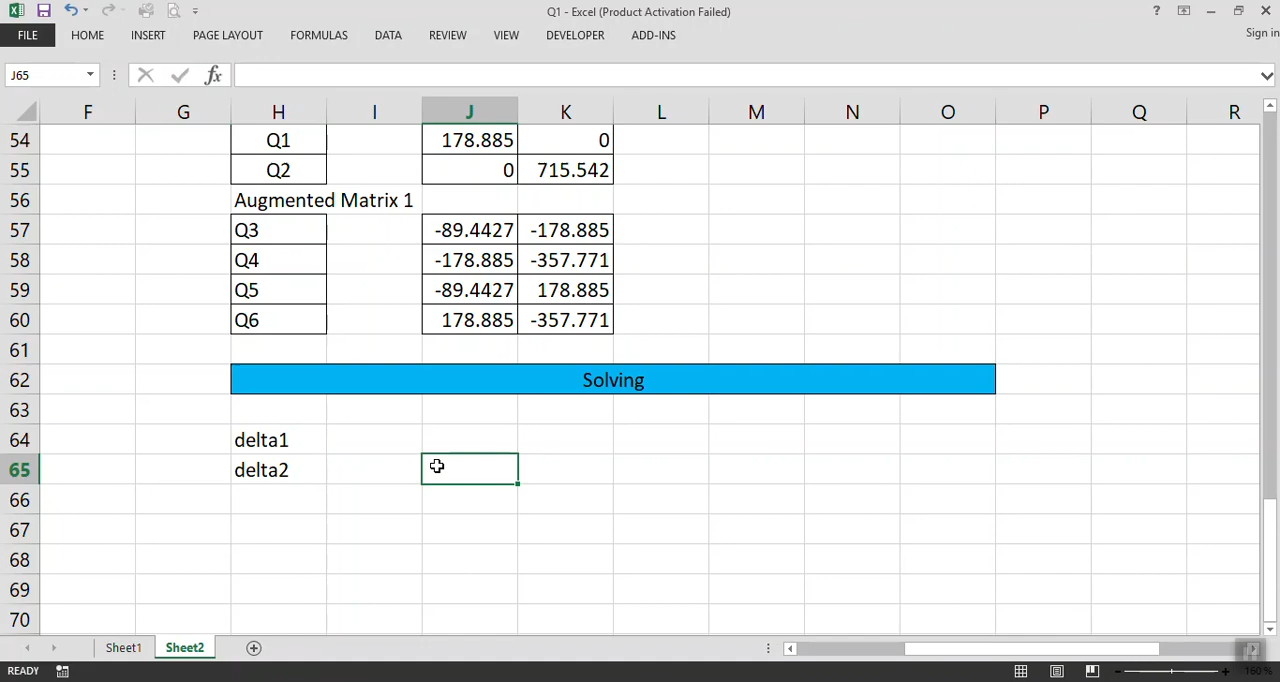 Q1 - Excel (Product Activation Failed)
FILE HOME INSERT PAGE LAYOUT FORMULAS DATA REVIEW VIEW DEVELOPER ADD-INS Sign in
J65 fx
F G H I J K L M N O P Q R
54 Q1 178.885 0
55 Q2 0 715.542
56 Augmented Matrix 1
57 Q3 -89.4427 -178.885
58 Q4 -178.885 -357.771
59 Q5 -89.4427 178.885
60 Q6 178.885 -357.771
61
62 Solving
63
64 delta1
65 delta2
66
67
68
69
70
Sheet1 Sheet2
READY 160 %